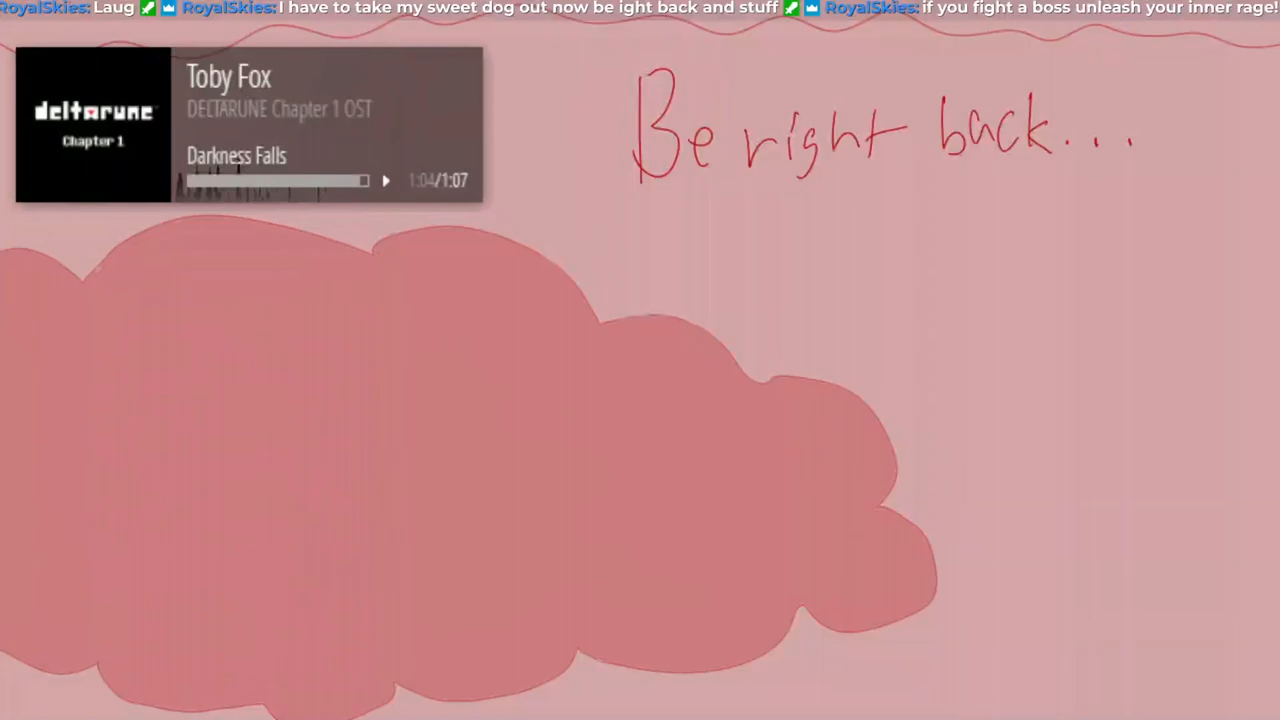 RoyalSkies: Laug RoyalSkies: I have to take my sweet dog out now be ight back and stuff RoyalSkies: if you fight a boss unleash your inner rage!
Toby Fox
DELTARUNE Chapter 1 OST
deltarune
Chapter 1
Darkness Falls
1:04/1:07
Be right back...